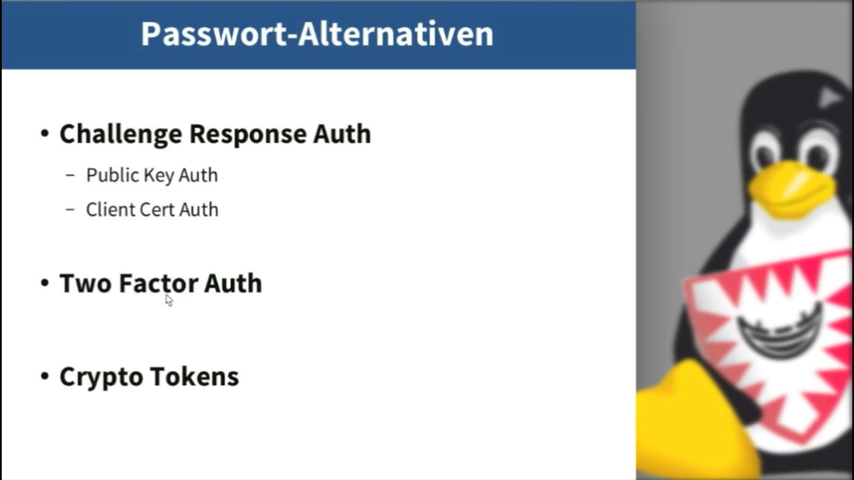 Passwort-Alternativen
• Challenge Response Auth
– Public Key Auth
– Client Cert Auth
• Two Factor Auth
• Crypto Tokens